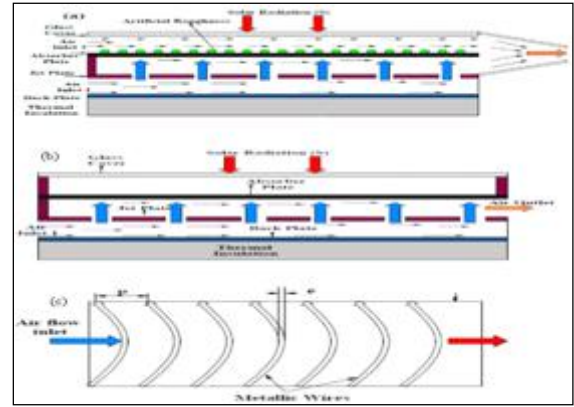 (a)
Solar Radiation (S)
Artificial Roughness
Glass
Cover
Air
Inlet 2
Absorber
Plate
Jet Plate
Air
Inlet 1
Back Plate
Thermal
Insulation
(b)
Glass
Cover
Solar Radiation (S)
Absorber
Plate
Jet Plate
Air Outlet
Air
Inlet 1
Back Plate
Thermal
Insulation
(c)
P
e
Air flow
inlet
Metallic Wires